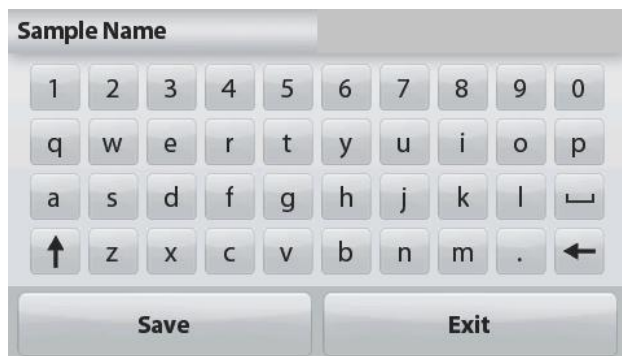 Sample Name
1 2 3 4 5 6 7 8 9 0
q w e r t y u i o p
a s d f g h j k l
z x c v b n m .
Save Exit